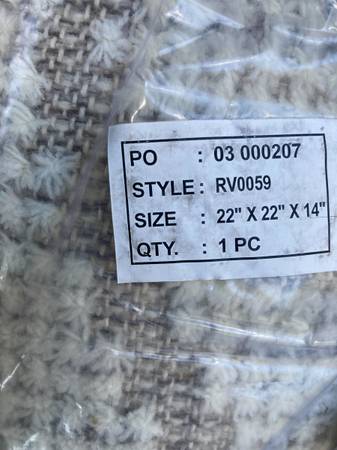 PO : 03 000207
STYLE : RV0059
SIZE : 22" X 22" X 14"
QTY. : 1 PC